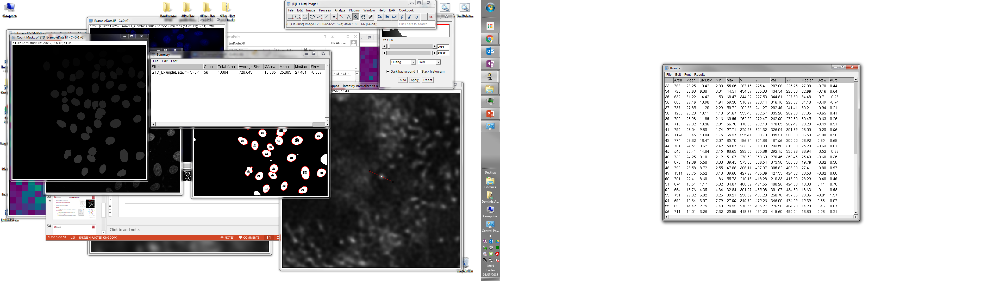 Computer
Raw images
ExampleData.lif - C=0 (G)
12/25 (c:1/2 z:12/25 - Tren-3 1_Combined001); 512x512 microns (512x512); 8-bit; 6.2MB
Count Masks of STD_ExampleData.lif - C=0-1 (G)
512x512 microns (512x512); 16-bit; 512K
(Fiji Is Just) ImageJ
File Edit Image Process Analyze Plugins Window Help BAR Cookbook
Dev Stk LUT >>
(Fiji Is Just) ImageJ 2.0.0-rc-65/1.52a; Java 1.8.0_66 [64-bit];
Click here to search
17.11 %
2056
65535
Huang Red
Dark background Stack histogram
Auto Apply Reset
EndNote X8
DR Alibhai
Summary
File Edit Font
Slice Count Total Area Average Size %Area Mean Median Skew
STD_ExampleData.lif - C=0-1 56 40804 728.643 15.565 25.803 27.401 -0.387
15 16
- intensity-normalised.tif
32-bit; 16MB
38
42
49
53
54
Click to add notes
SLIDE 3 OF 58 ENGLISH (UNITED KINGDOM) NOTES COMMENTS
Recycle Bin
Desktop
Libraries
Dominic A...
Computer
Control Pa...
08:45
Friday
04/05/2018
Results
File Edit Font Results
Area Mean StdDev Min Max X Y XM YM Median Skew Kurt
33 768 26.25 10.42 2.33 55.65 287.15 225.41 287.06 225.25 27.98 -0.70 0.44
34 726 22.60 6.80 3.31 44.51 434.57 225.83 434.54 225.83 22.66 -0.16 0.64
35 632 31.22 14.42 1.53 68.47 344.92 227.53 344.81 227.30 34.48 -0.71 -0.28
36 600 27.46 13.90 1.94 59.30 316.27 228.44 316.16 228.37 31.18 -0.49 -0.74
37 737 27.85 11.20 2.29 50.72 202.55 241.27 202.45 241.41 30.21 -0.94 0.21
38 1263 26.20 10.11 1.40 51.67 335.40 262.57 335.26 262.58 27.35 -0.65 0.41
39 700 28.98 11.89 2.16 60.99 262.55 272.47 262.50 272.30 30.45 -0.63 0.26
40 718 27.32 10.36 2.31 56.76 478.60 282.49 478.65 282.47 28.20 -0.49 0.31
41 795 26.04 9.85 1.74 57.71 325.93 301.32 326.04 301.39 26.00 -0.25 0.56
42 1124 33.45 13.84 1.75 65.37 395.41 300.70 395.31 300.69 36.53 -1.00 0.28
43 774 28.32 16.47 2.07 85.70 186.94 301.88 187.56 302.20 26.92 0.65 0.68
44 781 24.51 8.62 2.42 50.07 233.32 318.99 233.50 319.00 25.28 -0.63 0.61
45 542 30.41 14.84 2.15 60.63 292.52 325.86 292.15 325.76 33.94 -0.52 -0.68
46 739 24.25 9.18 2.12 51.67 278.59 350.69 278.45 350.45 25.43 -0.68 0.35
47 875 19.86 5.58 3.00 39.45 373.83 366.54 373.90 366.58 19.76 -0.02 0.38
48 799 26.58 8.72 2.55 47.88 306.11 407.97 305.82 408.09 27.41 -0.80 0.97
49 1311 20.75 5.52 3.18 39.60 427.22 425.06 427.35 424.52 20.58 -0.02 0.80
50 701 22.41 8.60 1.86 55.73 210.18 418.28 210.33 418.00 23.29 -0.40 0.45
51 874 18.54 4.17 5.02 34.87 488.39 424.55 488.26 424.53 18.38 0.14 0.78
52 664 18.76 4.35 4.34 32.84 301.27 435.08 301.07 434.80 18.63 -0.11 0.98
53 751 22.82 6.02 3.25 39.21 250.52 437.28 250.70 437.06 23.36 -0.81 1.37
54 695 15.64 3.07 7.79 27.55 345.75 475.26 346.00 474.59 15.39 0.38 0.07
55 630 14.42 2.75 7.40 24.33 276.55 485.27 276.90 484.73 14.20 0.46 0.07
56 711 14.01 3.26 7.32 25.99 418.68 491.23 419.60 490.54 13.80 0.58 0.21